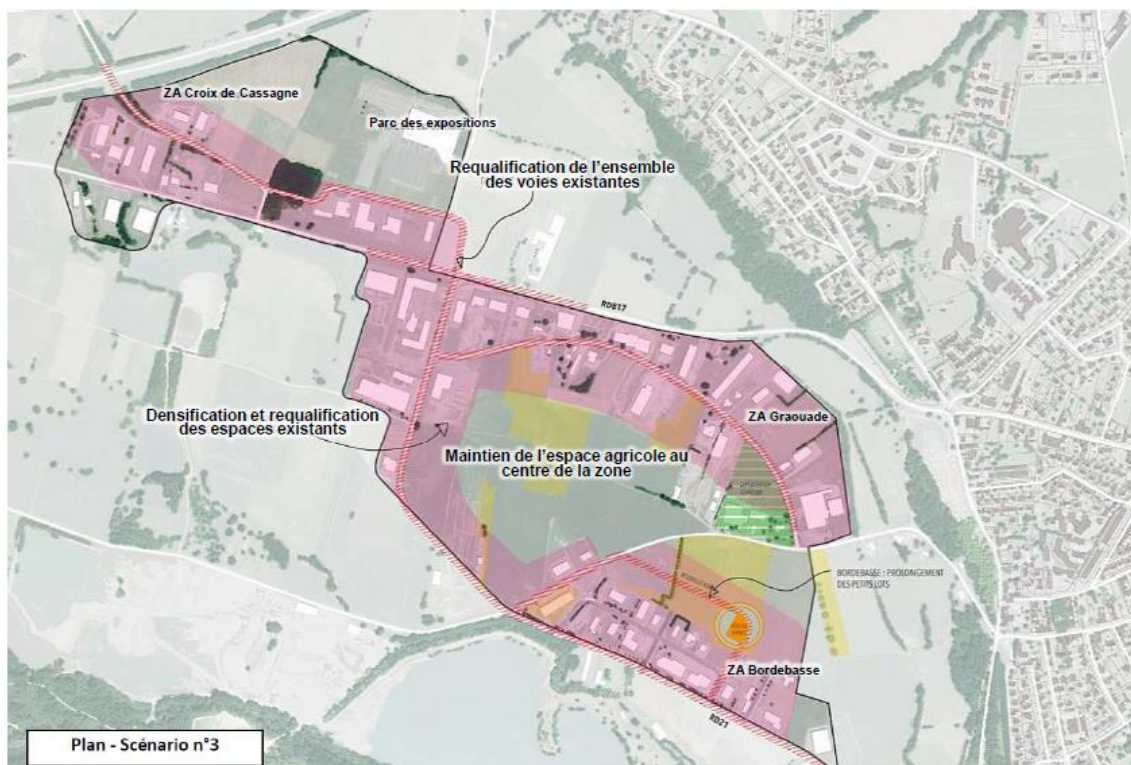 ZA Croix de Cassagne
Parc des expositions
Requalification de l'ensemble
des voies existantes
RD817
Densification et requalification
des espaces existants
ZA Graouade
Maintien de l'espace agricole au
centre de la zone
BORDEBASSE : PROLONGEMENT
DES PETITS LOTS
ZA Bordebasse
RD21
Plan - Scénario n°3